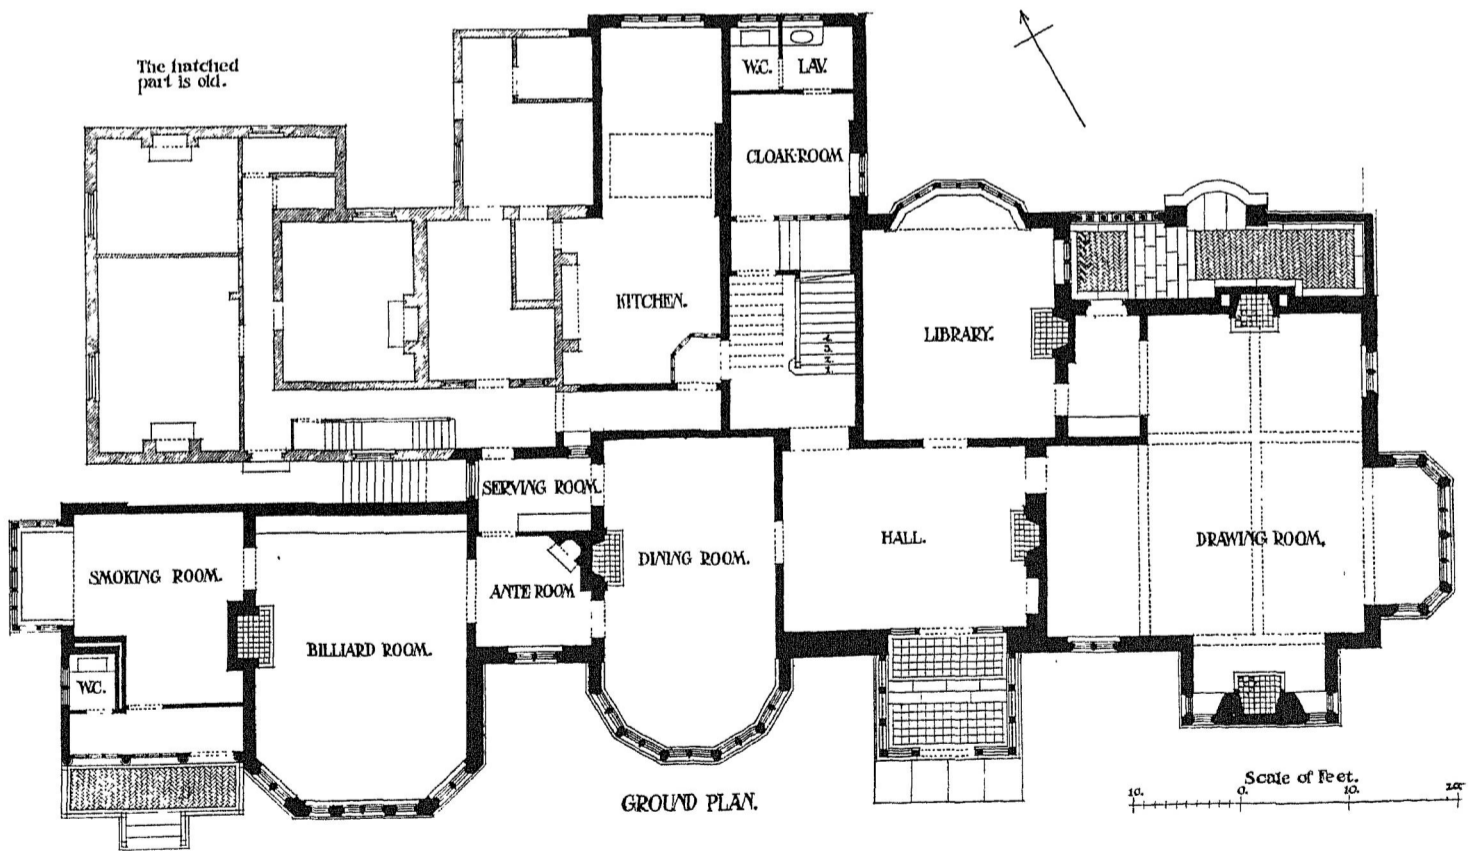 The hatched
part is old.
W.C.
LAV.
CLOAK-ROOM
KITCHEN.
LIBRARY.
SERVING ROOM.
DINING ROOM.
HALL.
DRAWING ROOM.
SMOKING ROOM.
ANTE ROOM
BILLIARD ROOM.
W.C.
GROUND PLAN.
Scale of Feet.
10. 0. 10. 20